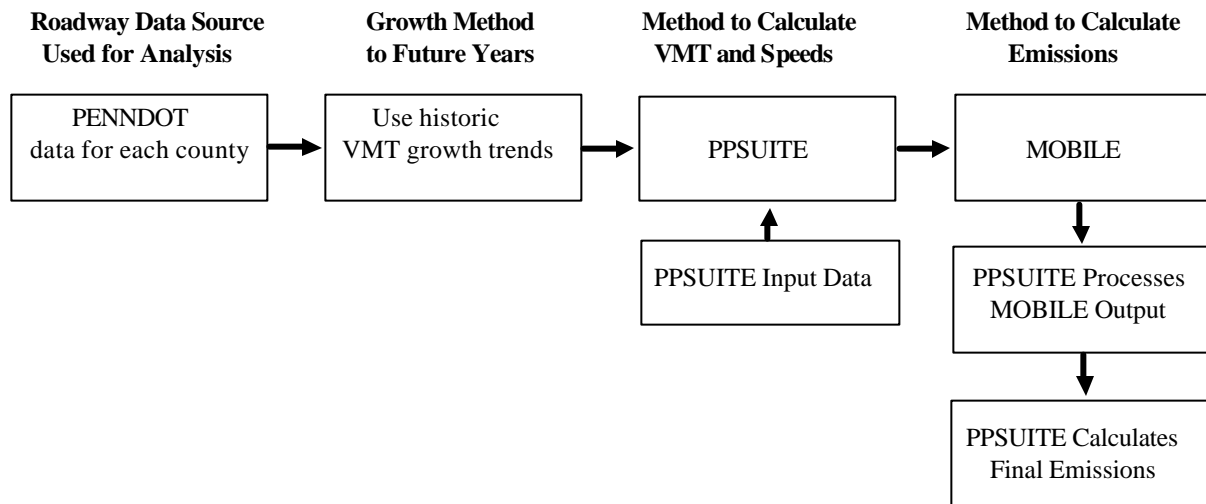 Roadway Data Source
Used for Analysis
Growth Method
to Future Years
Method to Calculate
VMT and Speeds
Method to Calculate
Emissions
PENNDOT
data for each county
Use historic
VMT growth trends
PPSUITE
MOBILE
PPSUITE Input Data
PPSUITE Processes
MOBILE Output
PPSUITE Calculates
Final Emissions